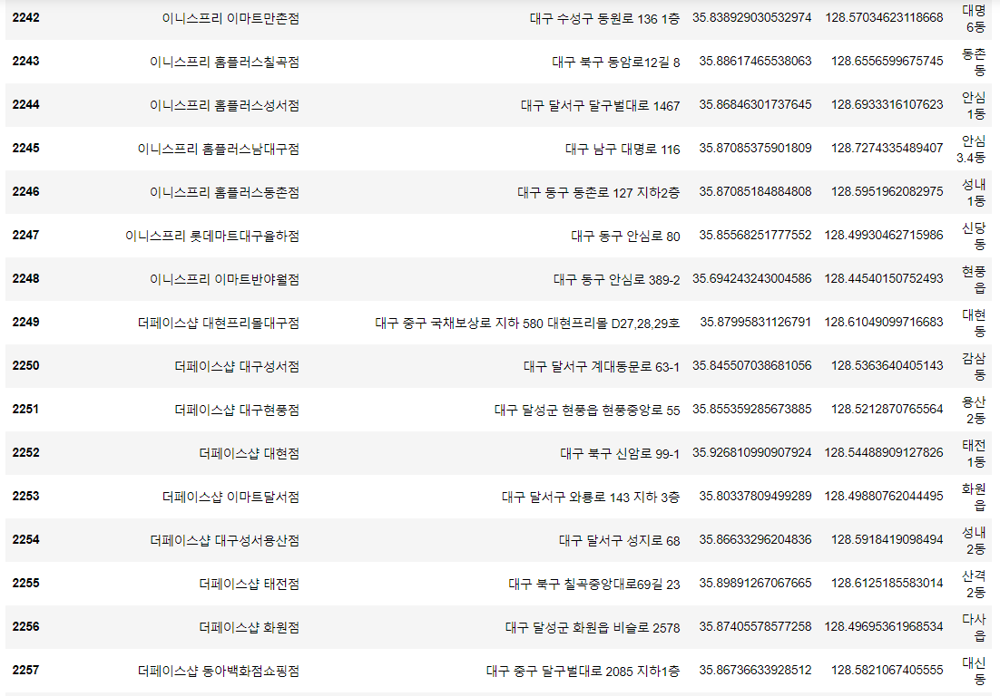 2242 이니스프리 이마트만촌점 대구 수성구 동원로 136 1층 35.838929030532974 128.57034623118668 대명
6동
2243 이니스프리 홈플러스칠곡점 대구 북구 동암로12길 8 35.88617465538063 128.6556599675745 동촌
동
2244 이니스프리 홈플러스성서점 대구 달서구 달구벌대로 1467 35.86846301737645 128.6933316107623 안심
1동
2245 이니스프리 홈플러스남대구점 대구 남구 대명로 116 35.87085375901809 128.7274335489407 안심
3.4동
2246 이니스프리 홈플러스동촌점 대구 동구 동촌로 127 지하2층 35.87085184884808 128.5951962082975 성내
1동
2247 이니스프리 롯데마트대구율하점 대구 동구 안심로 80 35.85568251777552 128.49930462715986 신당
동
2248 이니스프리 이마트반야월점 대구 동구 안심로 389-2 35.694243243004586 128.44540150752493 현풍
읍
2249 더페이스샵 대현프리몰대구점 대구 중구 국채보상로 지하 580 대현프리몰 D27,28,29호 35.87995831126791 128.61049099716683 대현
동
2250 더페이스샵 대구성서점 대구 달서구 계대동문로 63-1 35.845507038681056 128.5363640405143 감삼
동
2251 더페이스샵 대구현풍점 대구 달성군 현풍읍 현풍중앙로 55 35.855359285673885 128.5212870765564 용산
2동
2252 더페이스샵 대현점 대구 북구 신암로 99-1 35.926810990907924 128.54488909127826 태전
1동
2253 더페이스샵 이마트달서점 대구 달서구 와룡로 143 지하 3층 35.80337809499289 128.49880762044495 화원
읍
2254 더페이스샵 대구성서용산점 대구 달서구 성지로 68 35.86633296204836 128.5918419098494 성내
2동
2255 더페이스샵 태전점 대구 북구 칠곡중앙대로69길 23 35.89891267067665 128.6125185583014 산격
2동
2256 더페이스샵 화원점 대구 달성군 화원읍 비슬로 2578 35.87405578577258 128.49695361968534 다사
읍
2257 더페이스샵 동아백화점쇼핑점 대구 중구 달구벌대로 2085 지하1층 35.86736633928512 128.5821067405555 대신
동